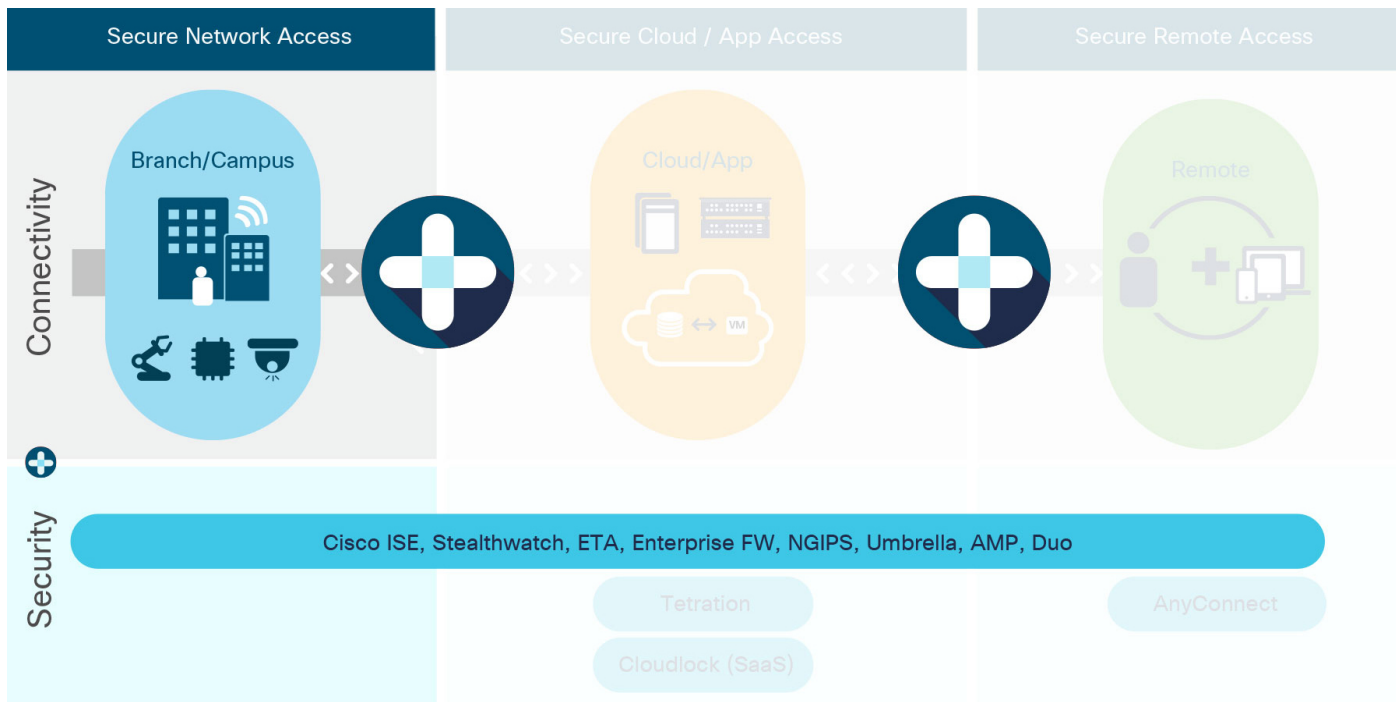 Secure Network Access
Secure Cloud / App Access
Secure Remote Access
Connectivity
Branch/Campus
Cloud/App
VM
Remote
Security
Cisco ISE, Stealthwatch, ETA, Enterprise FW, NGIPS, Umbrella, AMP, Duo
Tetration
AnyConnect
Cloudlock (SaaS)